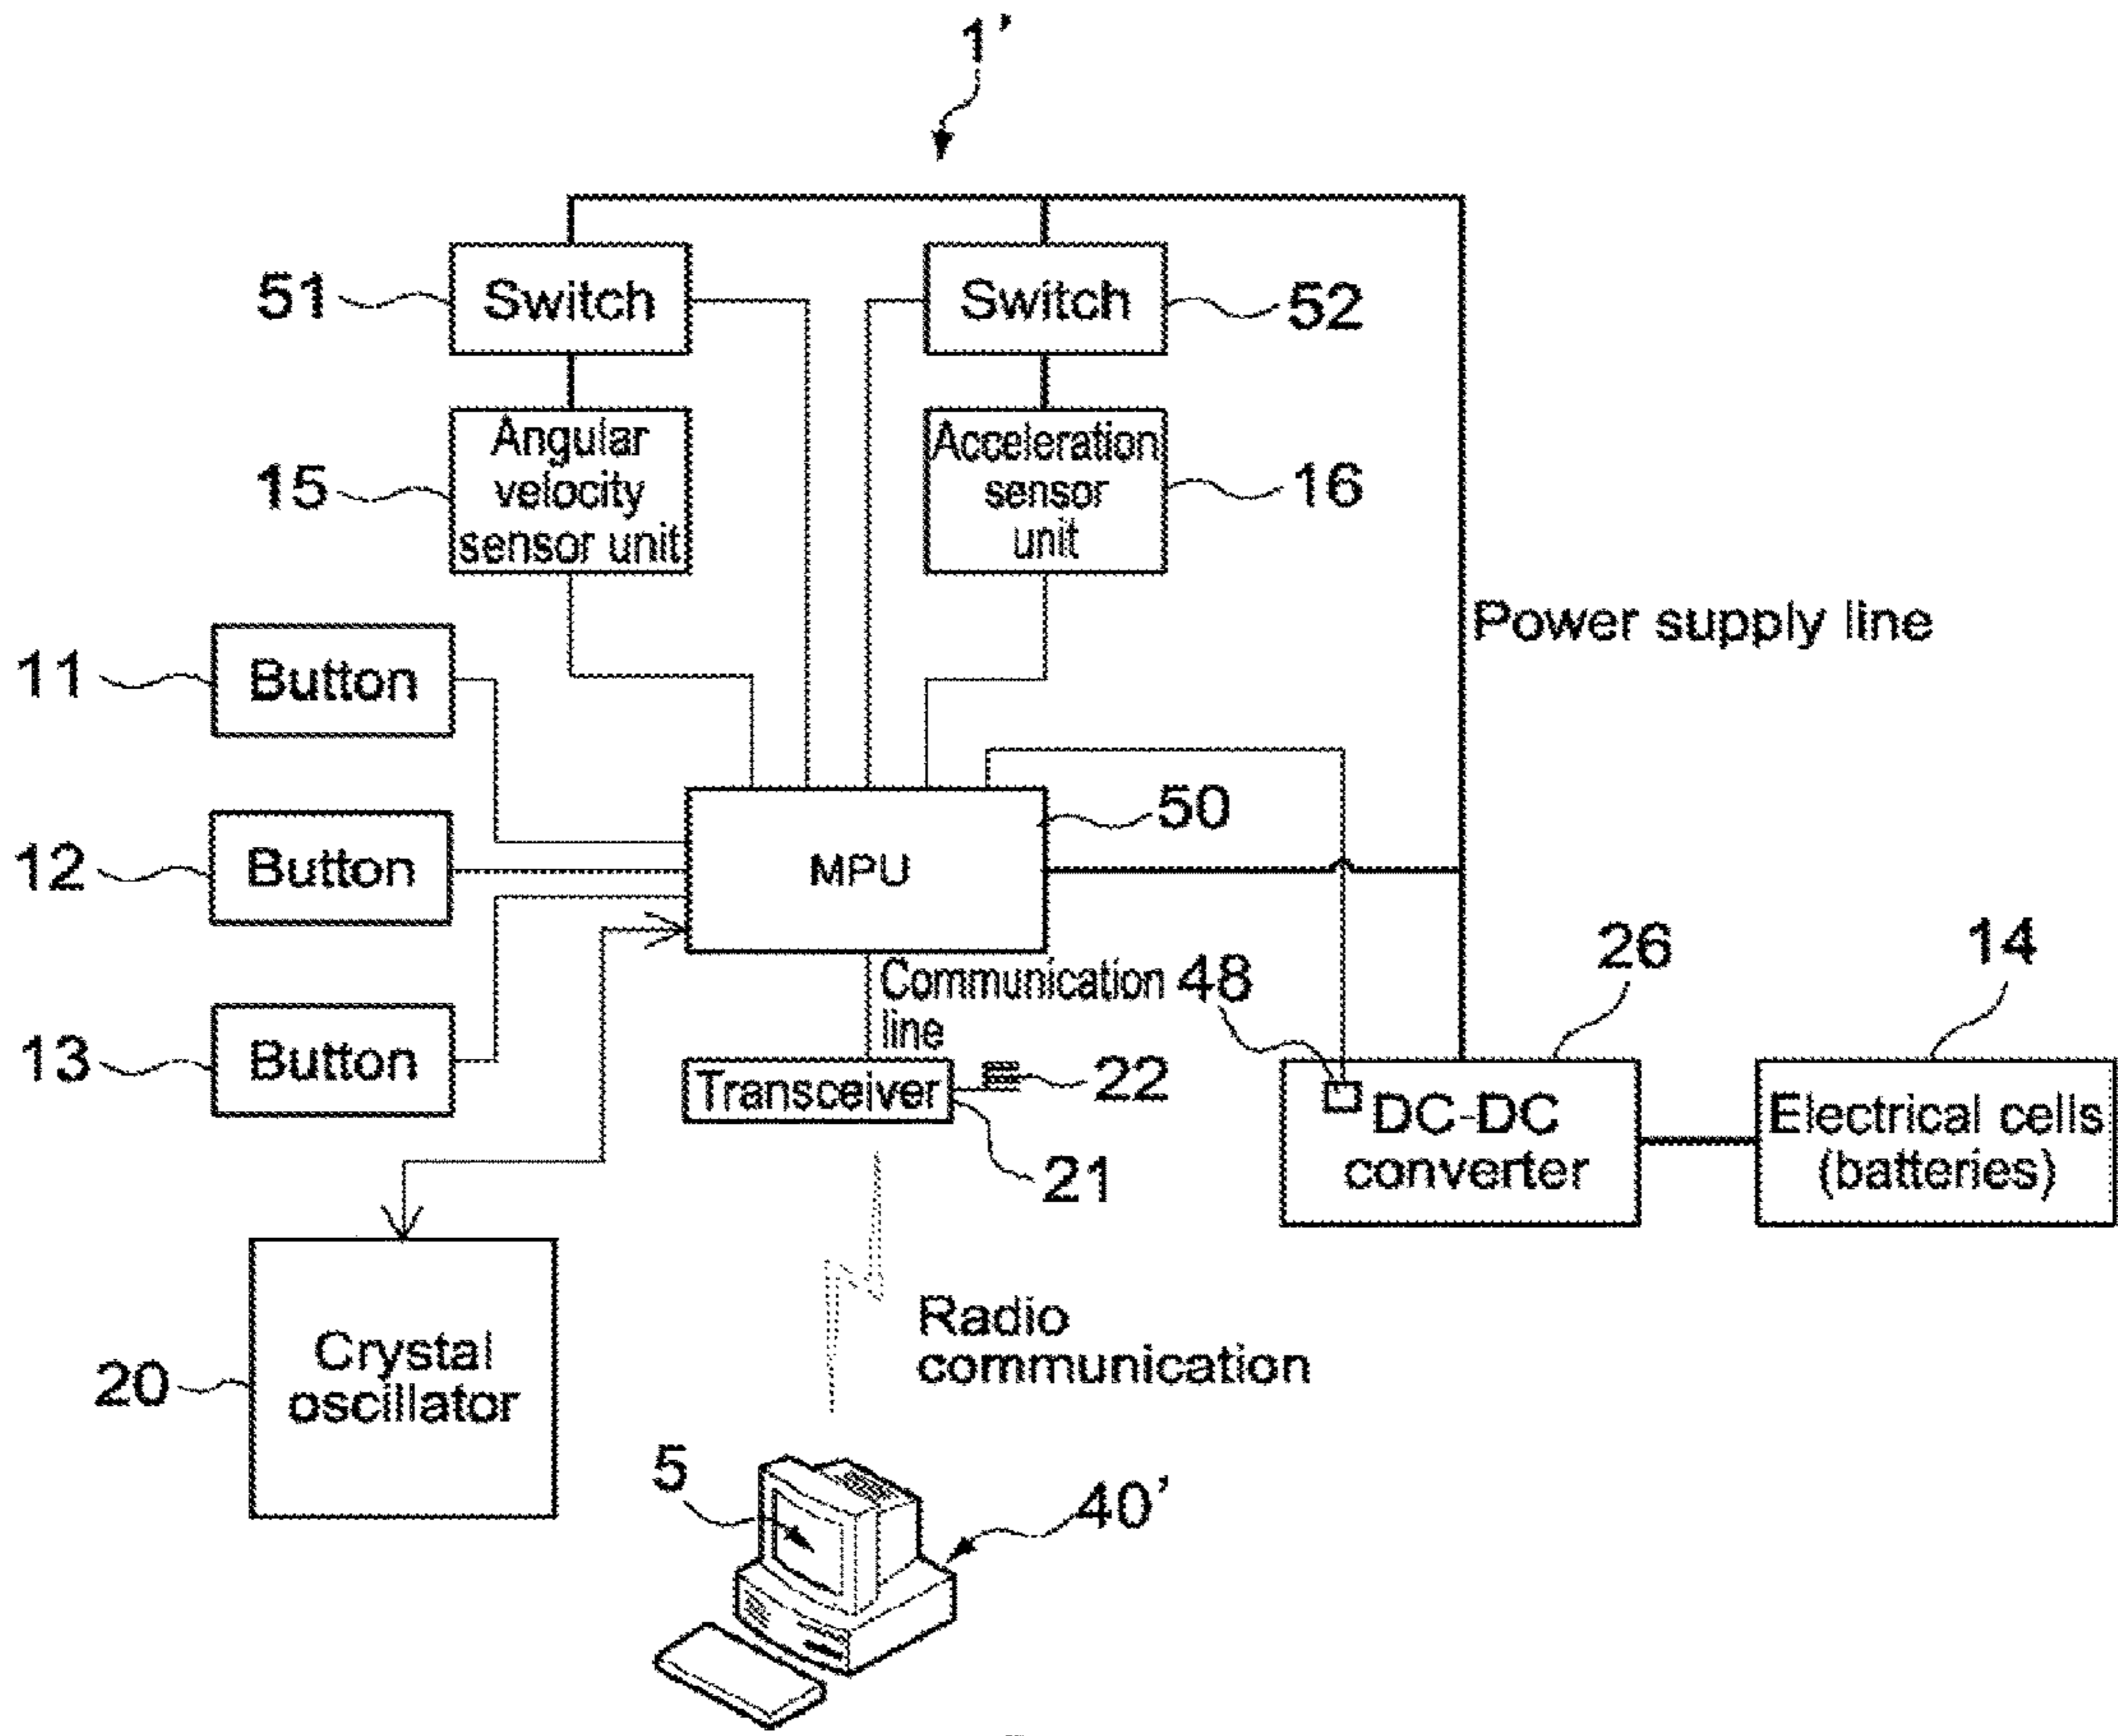 1’
51
Switch
Switch
52
15
Angular
velocity
sensor unit
Acceleration
sensor
unit
16
Power supply line
11
Button
50
12
Button
MPU
26
14
Communication
line
48
13
Button
Transceiver
22
21
DC-DC
converter
Electrical cells
(batteries)
20
Crystal
oscillator
Radio
communication
5
40’